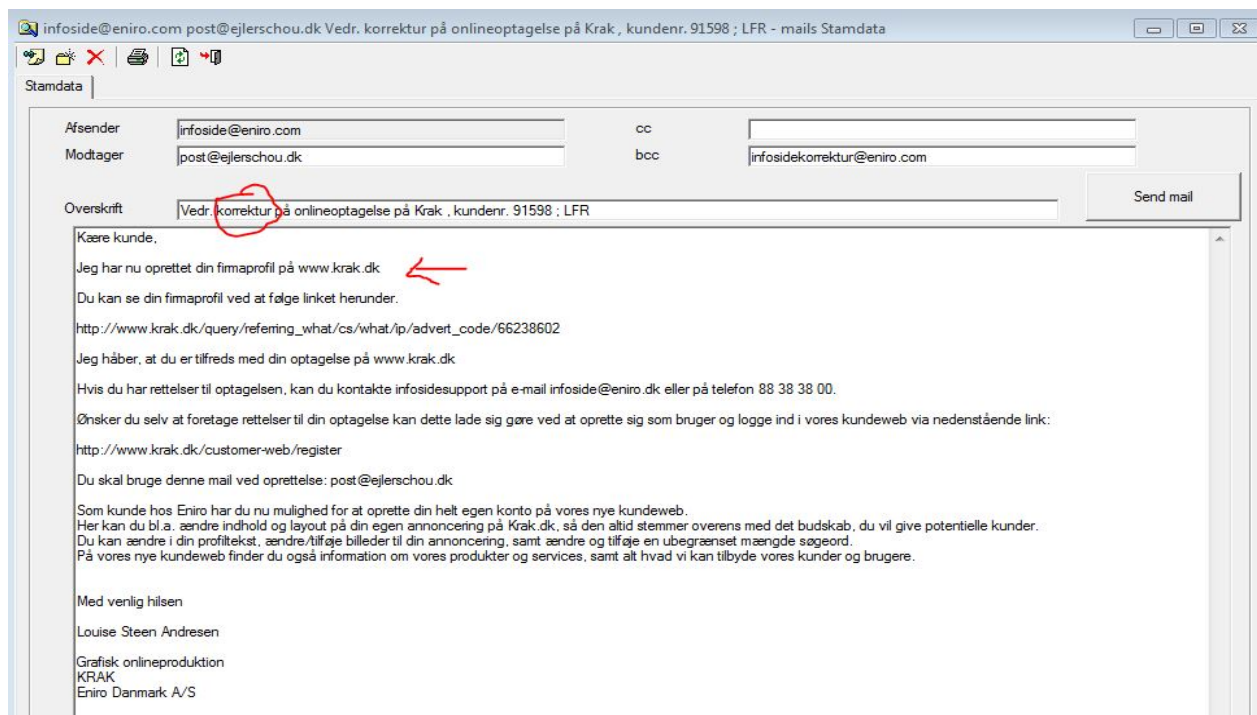 infoside@eniro.com post@ejlerschou.dk Vedr. korrektur på onlineoptagelse på Krak , kundenr. 91598 ; LFR - mails Stamdata
Stamdata
Afsender infoside@eniro.com cc
Modtager post@ejlerschou.dk bcc infosidekorrektur@eniro.com
Overskrift Vedr. korrektur på onlineoptagelse på Krak , kundenr. 91598 ; LFR Send mail
Kære kunde,
Jeg har nu oprettet din firmaprofil på www.krak.dk
Du kan se din firmaprofil ved at følge linket herunder.
http://www.krak.dk/query/referring_what/cs/what/ip/advert_code/66238602
Jeg håber, at du er tilfreds med din optagelse på www.krak.dk
Hvis du har rettelser til optagelsen, kan du kontakte infosidesupport på e-mail infoside@eniro.dk eller på telefon 88 38 38 00.
Ønsker du selv at foretage rettelser til din optagelse kan dette lade sig gøre ved at oprette sig som bruger og logge ind i vores kundeweb via nedenstående link:
http://www.krak.dk/customer-web/register
Du skal bruge denne mail ved oprettelse: post@ejlerschou.dk
Som kunde hos Eniro har du nu mulighed for at oprette din helt egen konto på vores nye kundeweb.
Her kan du bl.a. ændre indhold og layout på din egen annoncering på Krak.dk, så den altid stemmer overens med det budskab, du vil give potentielle kunder.
Du kan ændre i din profiltekst, ændre/tilføje billeder til din annoncering, samt ændre og tilføje en ubegrænset mængde søgeord.
På vores nye kundeweb finder du også information om vores produkter og services, samt alt hvad vi kan tilbyde vores kunder og brugere.
Med venlig hilsen
Louise Steen Andresen
Grafisk onlineproduktion
KRAK
Eniro Danmark A/S